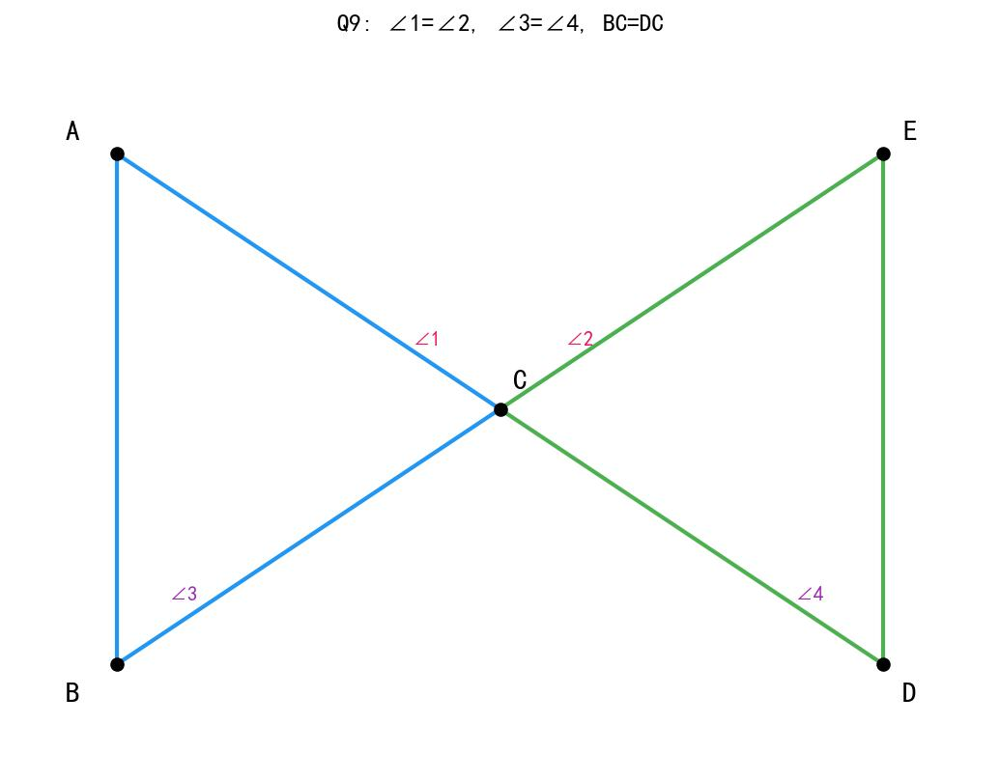 Q9: ∠1=∠2, ∠3=∠4, BC=DC
A
E
∠1
∠2
C
∠3
∠4
B
D